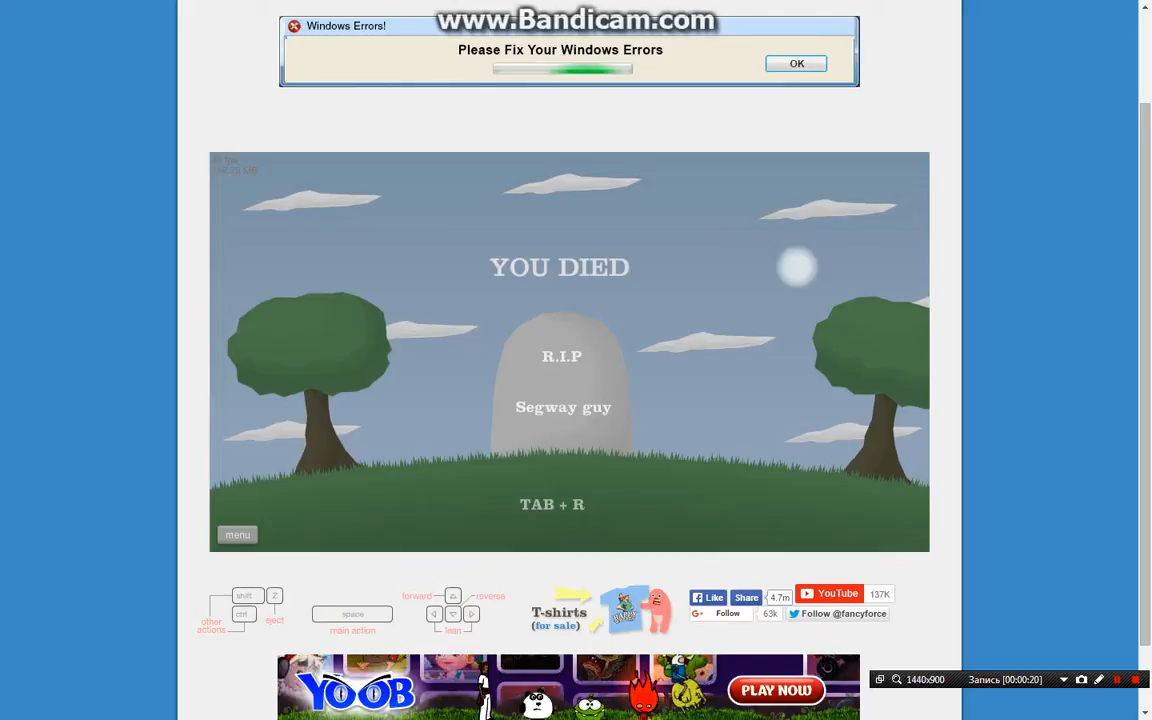 www.Bandicam.com
Windows Errors!
Please Fix Your Windows Errors
OK
YOU DIED
R.I.P
Segway guy
TAB + R
menu
shift
Z
ctrl
eject
other
actions
space
main action
forward
reverse
lean
T-shirts
(for sale)
HAPPY
Like
Share
4.7m
YouTube
137K
G+
Follow
63k
Follow @fancyforce
1440x900
Запись [00:00:20]
YOOB
PLAY NOW